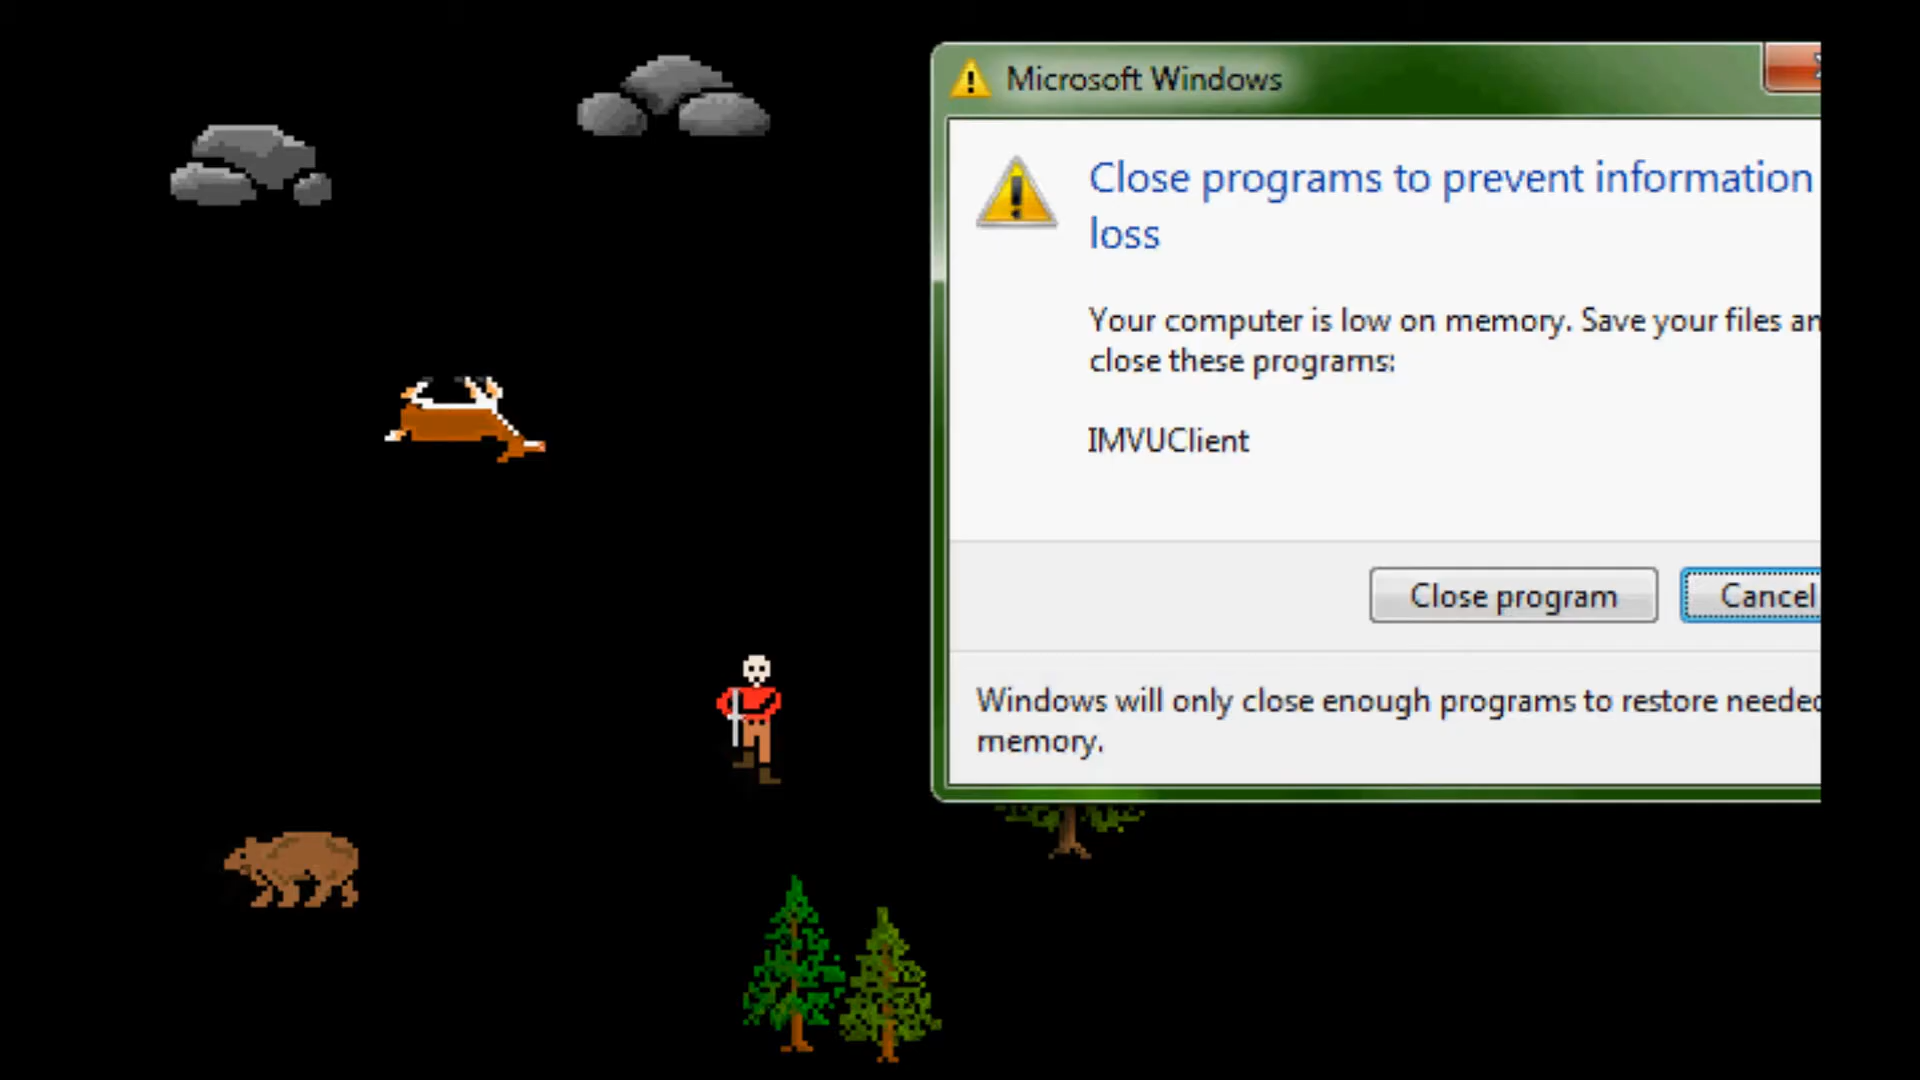 Microsoft Windows
Close programs to prevent information
loss
Your computer is low on memory. Save your files an
close these programs:
IMVUClient
Close program
Cancel
Windows will only close enough programs to restore needed
memory.